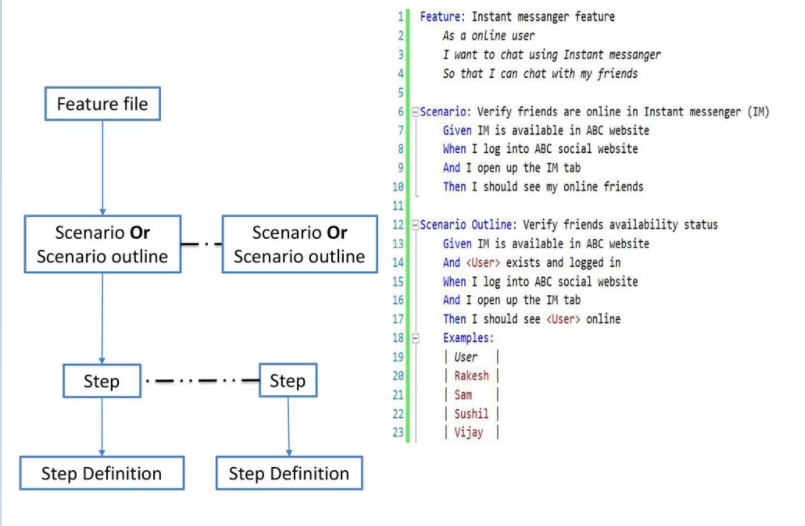 Feature file
Scenario Or
Scenario outline
Scenario Or
Scenario outline
Step
Step
Step Definition
Step Definition
1 Feature: Instant messanger feature
2 As a online user
3 I want to chat using Instant messanger
4 So that I can chat with my friends
5
6 Scenario: Verify friends are online in Instant messenger (IM)
7 Given IM is available in ABC website
8 When I log into ABC social website
9 And I open up the IM tab
10 Then I should see my online friends
11
12 Scenario Outline: Verify friends availability status
13 Given IM is available in ABC website
14 And <User> exists and logged in
15 When I log into ABC social website
16 And I open up the IM tab
17 Then I should see <User> online
18 Examples:
19 | User |
20 | Rakesh |
21 | Sam |
22 | Sushil |
23 | Vijay |